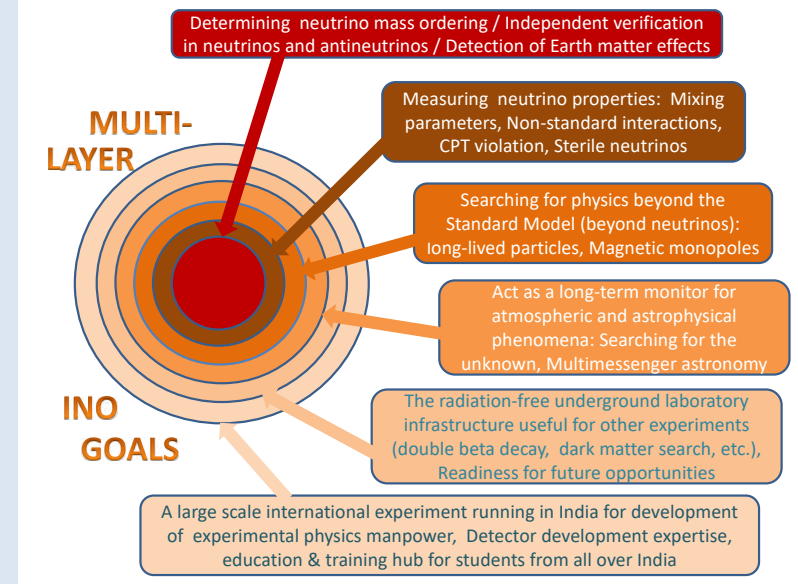 Determining neutrino mass ordering / Independent verification
in neutrinos and antineutrinos / Detection of Earth matter effects
MULTI-
LAYER
Measuring neutrino properties: Mixing
parameters, Non-standard interactions,
CPT violation, Sterile neutrinos
Searching for physics beyond the
Standard Model (beyond neutrinos):
long-lived particles, Magnetic monopoles
Act as a long-term monitor for
atmospheric and astrophysical
phenomena: Searching for the
unknown, Multimessenger astronomy
INO
GOALS
The radiation-free underground laboratory
infrastructure useful for other experiments
(double beta decay, dark matter search, etc.),
Readiness for future opportunities
A large scale international experiment running in India for development
of experimental physics manpower, Detector development expertise,
education & training hub for students from all over India